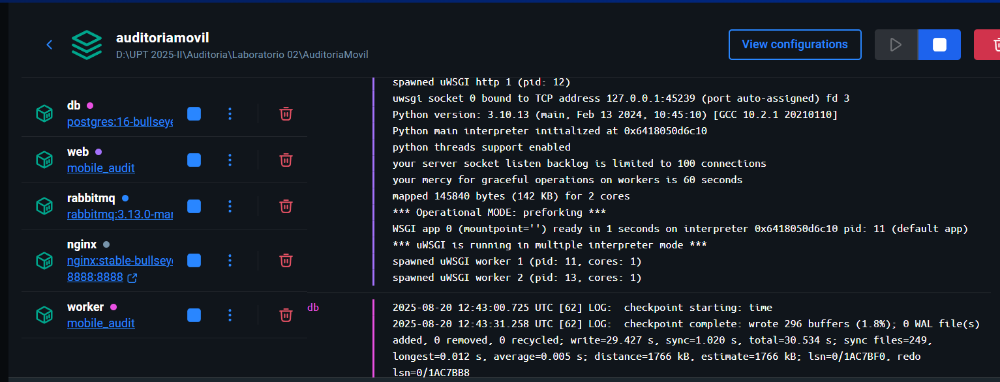 auditoriamovil
D:\UPT 2025-II\Auditoria\Laboratorio 02\AuditoriaMovil
View configurations
db
postgres:16-bullseye
web
mobile_audit
rabbitmq
rabbitmq:3.13.0-mar
nginx
nginx:stable-bullseye
8888:8888
worker
mobile_audit
spawned uWSGI http 1 (pid: 12)
uwsgi socket 0 bound to TCP address 127.0.0.1:45239 (port auto-assigned) fd 3
Python version: 3.10.13 (main, Feb 13 2024, 10:45:10) [GCC 10.2.1 20210110]
Python main interpreter initialized at 0x6418050d6c10
python threads support enabled
your server socket listen backlog is limited to 100 connections
your mercy for graceful operations on workers is 60 seconds
mapped 145840 bytes (142 KB) for 2 cores
*** Operational MODE: preforking ***
WSGI app 0 (mountpoint='') ready in 1 seconds on interpreter 0x6418050d6c10 pid: 11 (default app)
*** uWSGI is running in multiple interpreter mode ***
spawned uWSGI worker 1 (pid: 11, cores: 1)
spawned uWSGI worker 2 (pid: 13, cores: 1)
db
2025-08-20 12:43:00.725 UTC [62] LOG:  checkpoint starting: time
2025-08-20 12:43:31.258 UTC [62] LOG:  checkpoint complete: wrote 296 buffers (1.8%); 0 WAL file(s)
added, 0 removed, 0 recycled; write=29.427 s, sync=1.020 s, total=30.534 s; sync files=249,
longest=0.012 s, average=0.005 s; distance=1766 kB, estimate=1766 kB; lsn=0/1AC7BF0, redo
lsn=0/1AC7BB8